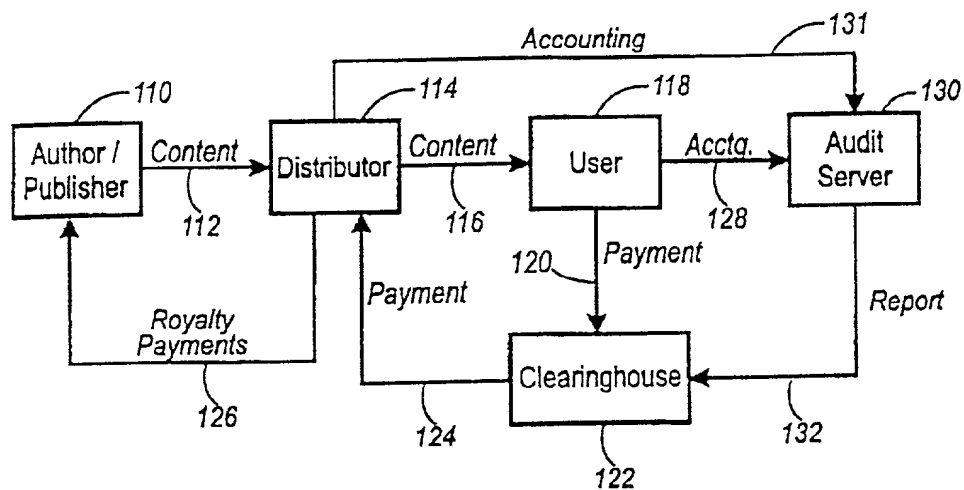 Accounting
131
110
114
118
130
Author /
Publisher
Content
112
Distributor
Content
116
User
Acctg.
128
Audit
Server
Royalty
Payments
126
Payment
124
120
Payment
Clearinghouse
122
Report
132